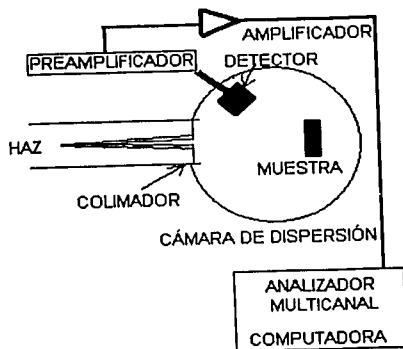 AMPLIFICADOR
PREAMPLIFICADOR
DETECTOR
HAZ
MUESTRA
COLIMADOR
CÁMARA DE DISPERSIÓN
ANALIZADOR
MULTICANAL
COMPUTADORA